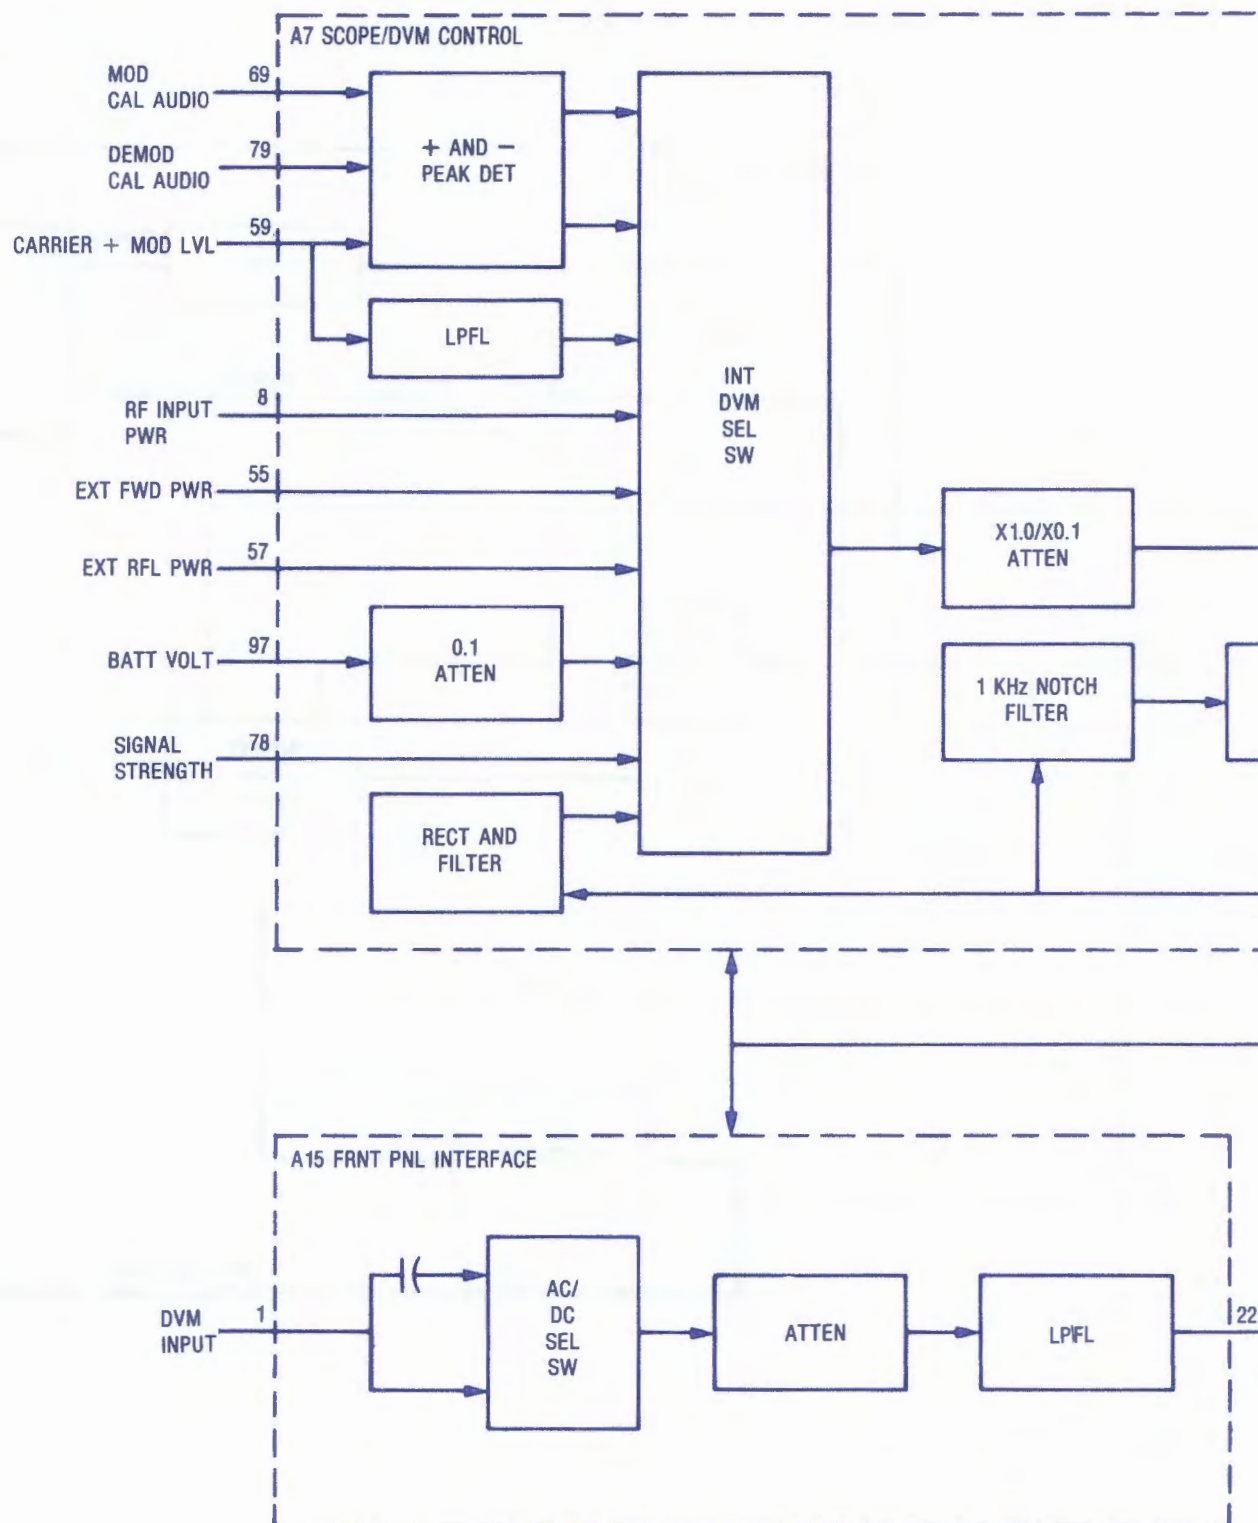 A7 SCOPE/DVM CONTROL
MOD
CAL AUDIO
69
DEMOD
CAL AUDIO
79
CARRIER + MOD LVL
59
+ AND −
PEAK DET
LPFL
RF INPUT
PWR
8
EXT FWD PWR
55
EXT RFL PWR
57
BATT VOLT
97
0.1
ATTEN
SIGNAL
STRENGTH
78
RECT AND
FILTER
INT
DVM
SEL
SW
X1.0/X0.1
ATTEN
1 KHz NOTCH
FILTER
A15 FRNT PNL INTERFACE
DVM
INPUT
1
AC/
DC
SEL
SW
ATTEN
LPFL
22